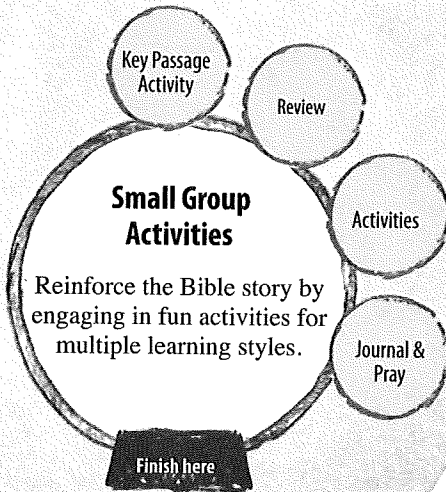 Key Passage
Activity
Review
Small Group
Activities
Activities
Reinforce the Bible story by
engaging in fun activities for
multiple learning styles.
Journal &
Pray
Finish here